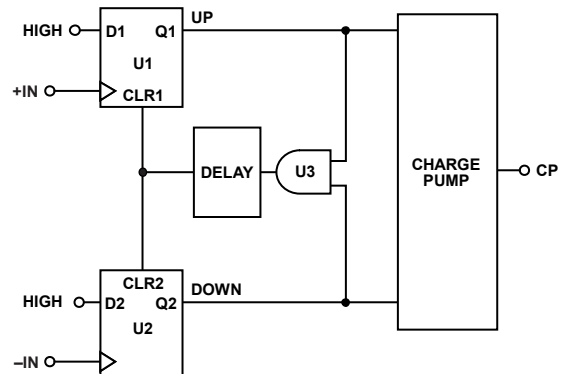 UP
HIGH D1 Q1
U1
+IN
CLR1
DELAY U3 CHARGE
PUMP CP
CLR2
DOWN
HIGH D2 Q2
U2
–IN